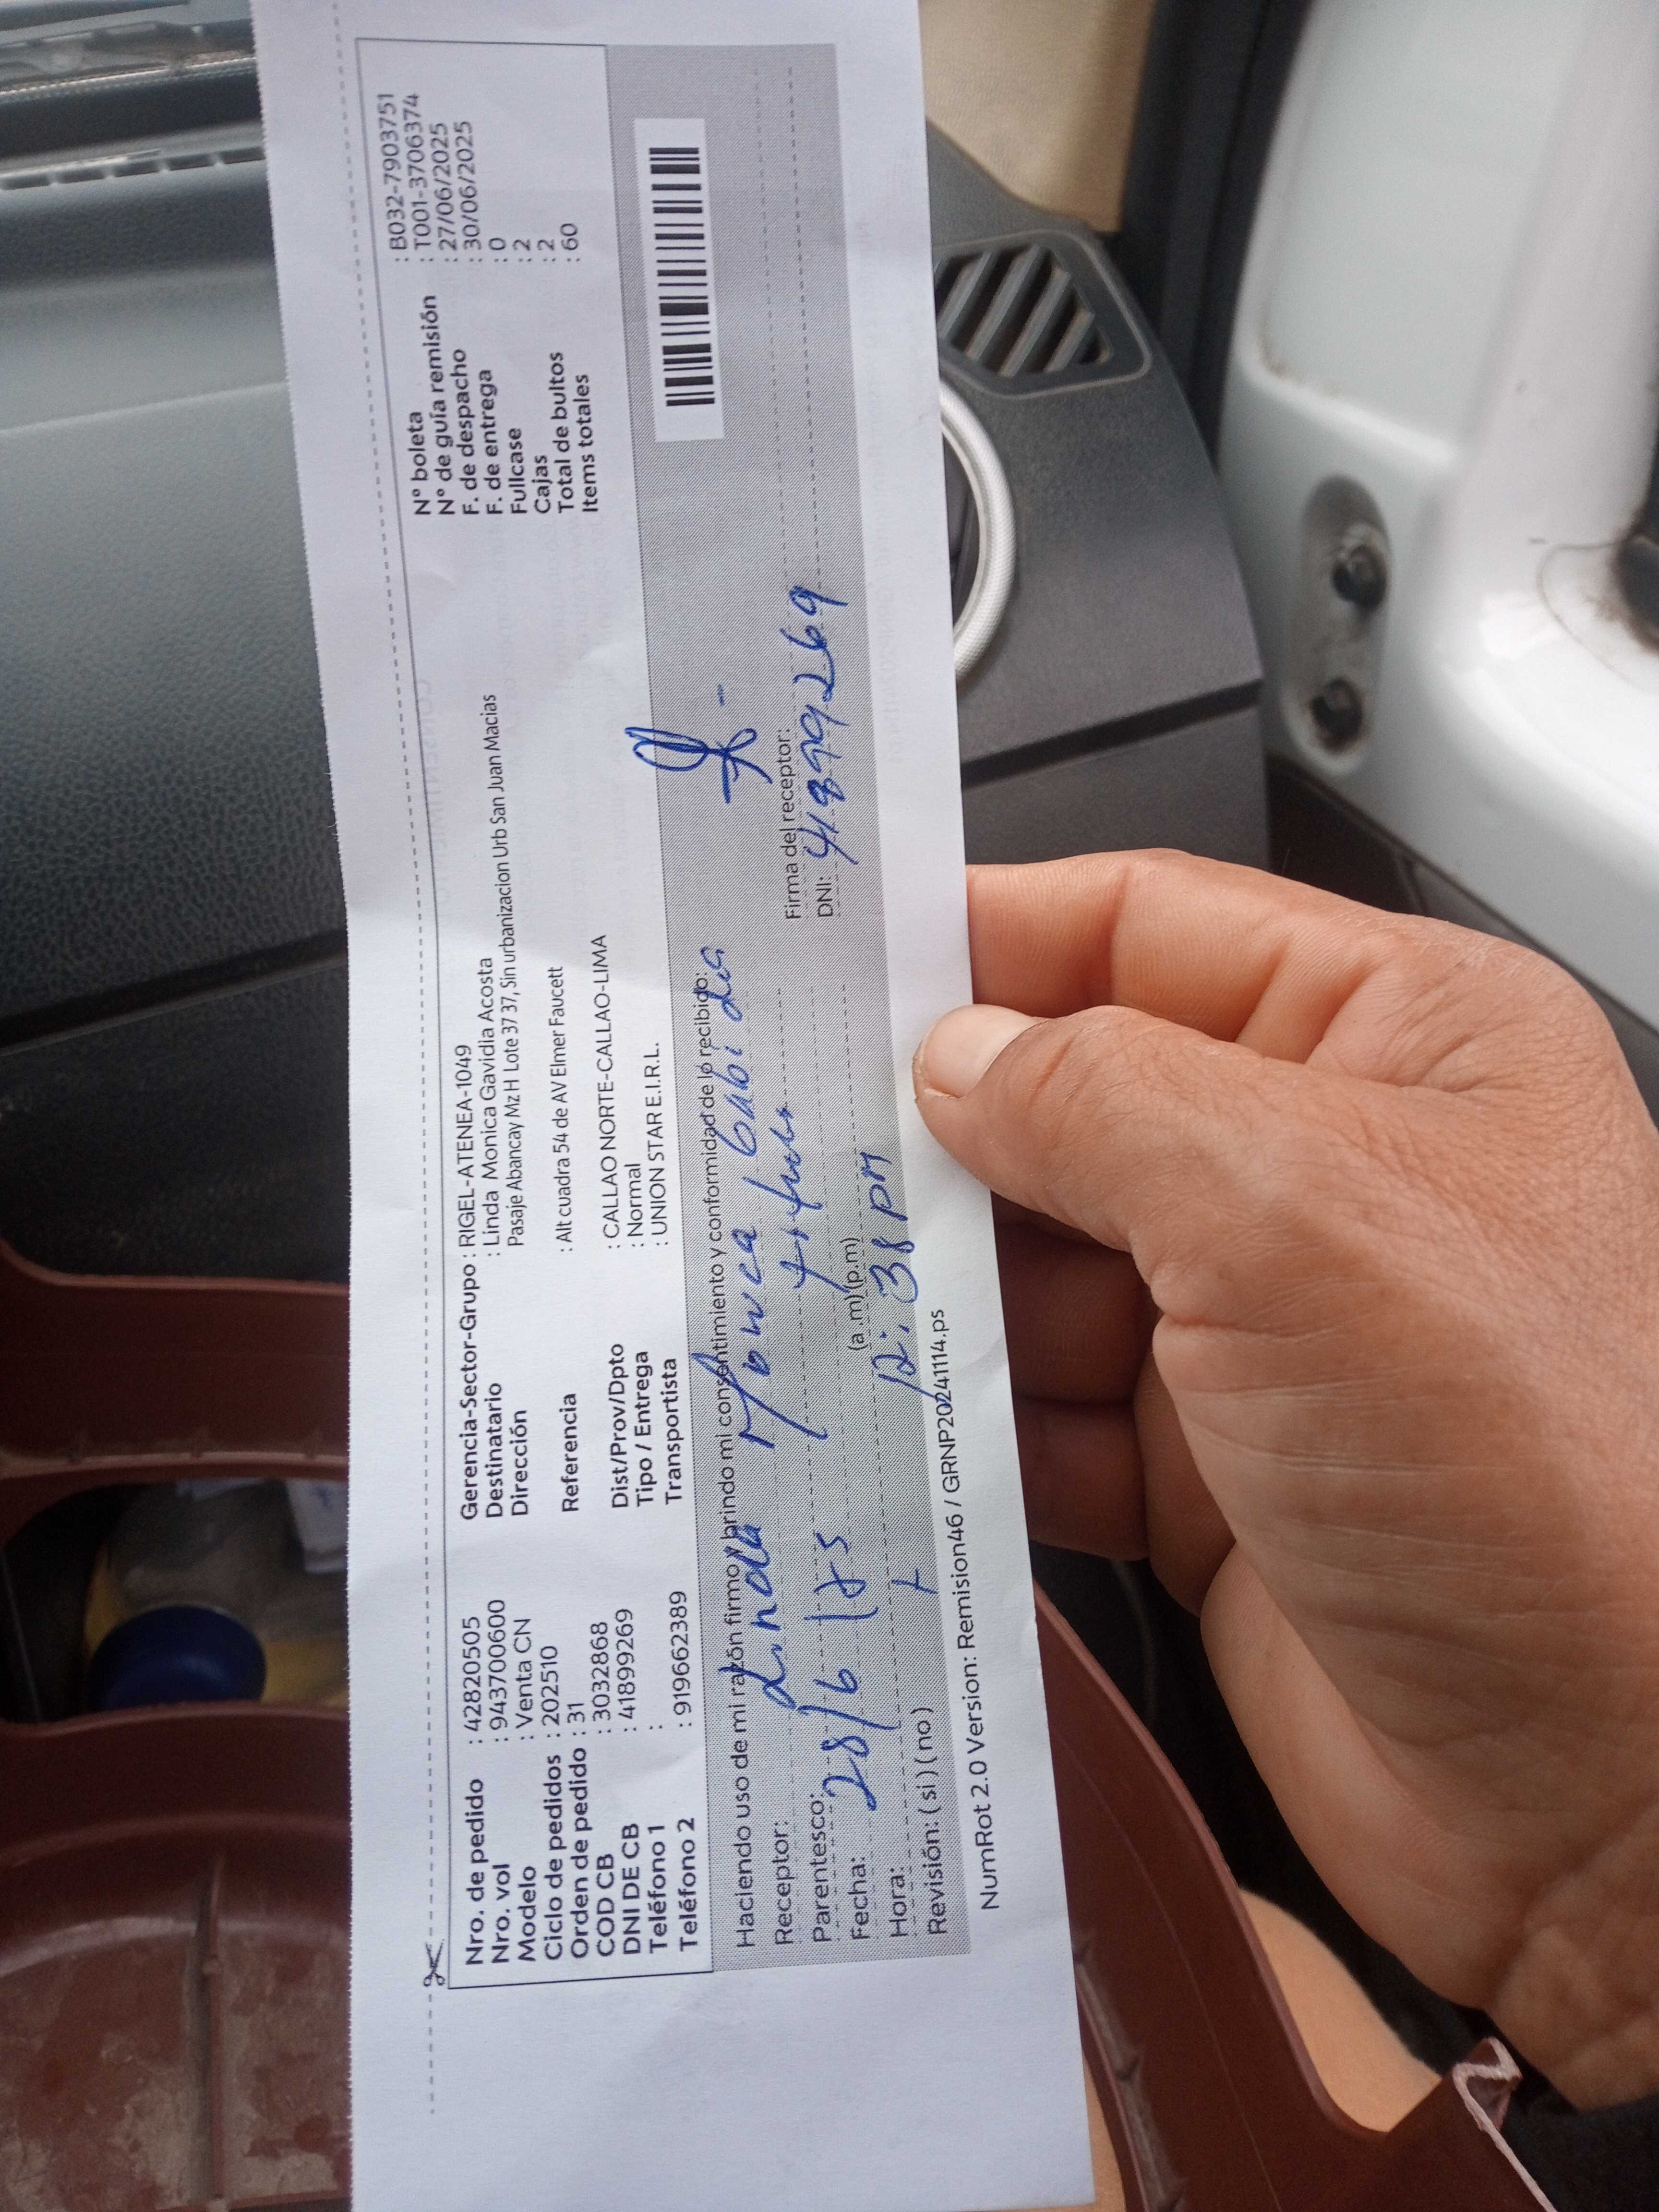 Nro. de pedido : 42820505
Nro. vol : 943700600
Modelo : Venta CN
Ciclo de pedidos : 202510
Orden de pedido : 31
COD CB : 3032868
DNI DE CB : 41899269
Teléfono 1 :
Teléfono 2 : 919662389
Gerencia-Sector-Grupo : RIGEL-ATENEA-1049
Destinatario : Linda Monica Gavidia Acosta
Dirección Pasaje Abancay Mz H Lote 37 37, Sin urbanizacion Urb San Juan Macias
Referencia : Alt cuadra 54 de AV Elmer Faucett
Dist/Prov/Dpto : CALLAO NORTE-CALLAO-LIMA
Tipo / Entrega : Normal
Transportista : UNION STAR E.I.R.L.
N° boleta : B032-7903751
N° de guía remisión : T001-3706374
F. de despacho : 27/06/2025
F. de entrega : 30/06/2025
Fullcase : 0
Cajas : 2
Total de bultos : 2
Items totales : 60
Haciendo uso de mi razón firmo y brindo mi consentimiento y conformidad de lo recibido:
Receptor: Linda
Parentesco:
Fecha: 28/6/25
(a .m) (p.m)
Hora: 12:38 pm
Revisión: ( si ) ( no )
Firma del receptor:
DNI: 41899269
NumRot 2.0 Version: Remision46 / GRNP20241114.ps